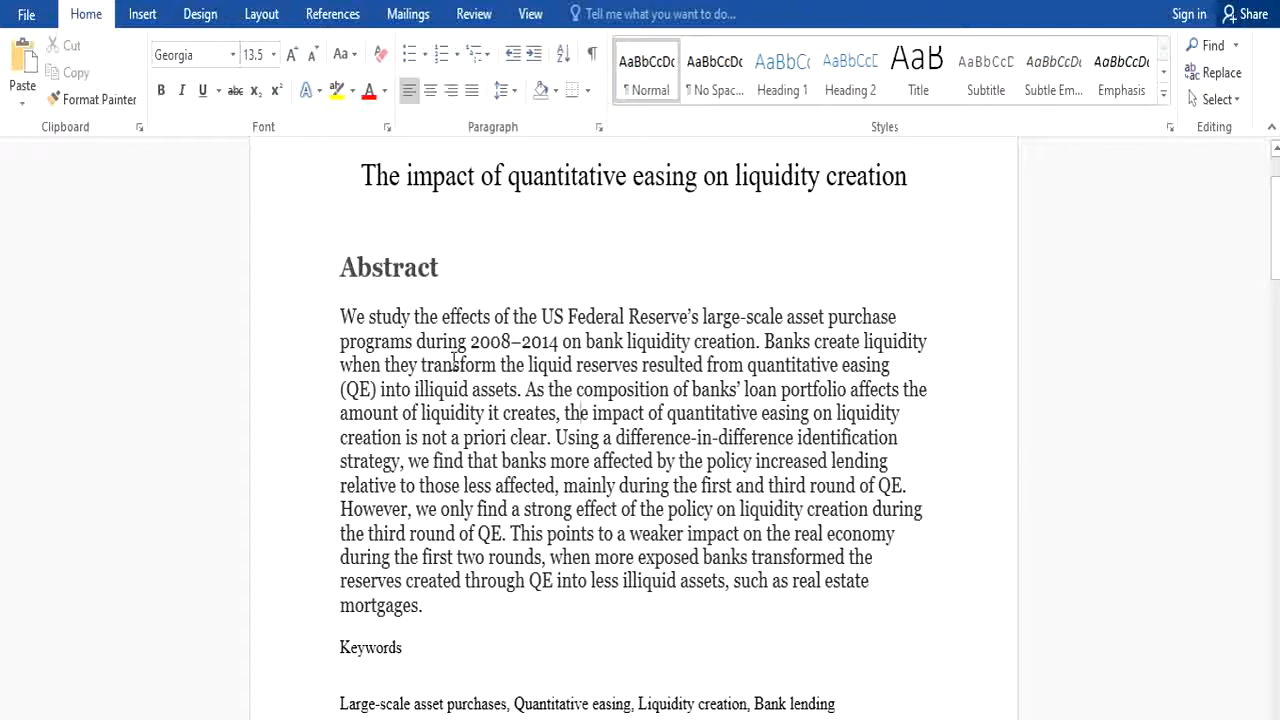 File Home Insert Design Layout References Mailings Review View Tell me what you want to do... Sign in Share
Cut
Copy
Format Painter
Paste
Clipboard
Georgia 13.5 Aa
B I U abc x₂ x² A A
Font
Paragraph
AaBbCcDc AaBbCcDc AaBbCc AaBbCcD AaB AaBbCcD AaBbCcDc AaBbCcDc
¶ Normal ¶ No Spac... Heading 1 Heading 2 Title Subtitle Subtle Em... Emphasis
Styles
Find
Replace
Select
Editing
The impact of quantitative easing on liquidity creation
Abstract
We study the effects of the US Federal Reserve’s large-scale asset purchase
programs during 2008–2014 on bank liquidity creation. Banks create liquidity
when they transform the liquid reserves resulted from quantitative easing
(QE) into illiquid assets. As the composition of banks’ loan portfolio affects the
amount of liquidity it creates, the impact of quantitative easing on liquidity
creation is not a priori clear. Using a difference-in-difference identification
strategy, we find that banks more affected by the policy increased lending
relative to those less affected, mainly during the first and third round of QE.
However, we only find a strong effect of the policy on liquidity creation during
the third round of QE. This points to a weaker impact on the real economy
during the first two rounds, when more exposed banks transformed the
reserves created through QE into less illiquid assets, such as real estate
mortgages.
Keywords
Large-scale asset purchases, Quantitative easing, Liquidity creation, Bank lending